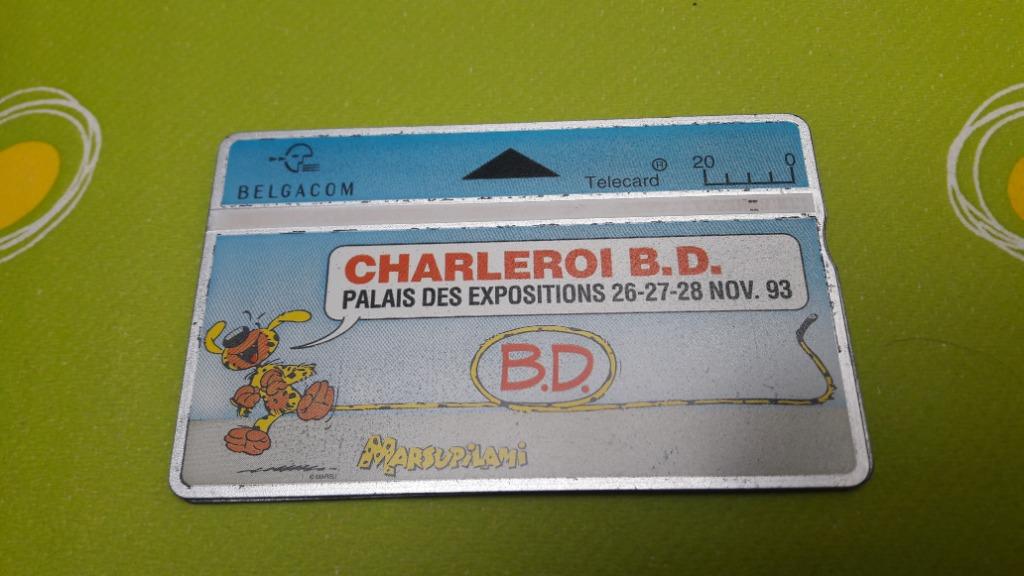 BELGACOM
Telecard® 20 0
CHARLEROI B.D.
PALAIS DES EXPOSITIONS 26-27-28 NOV. 93
B.D.
MARSUPILAMI